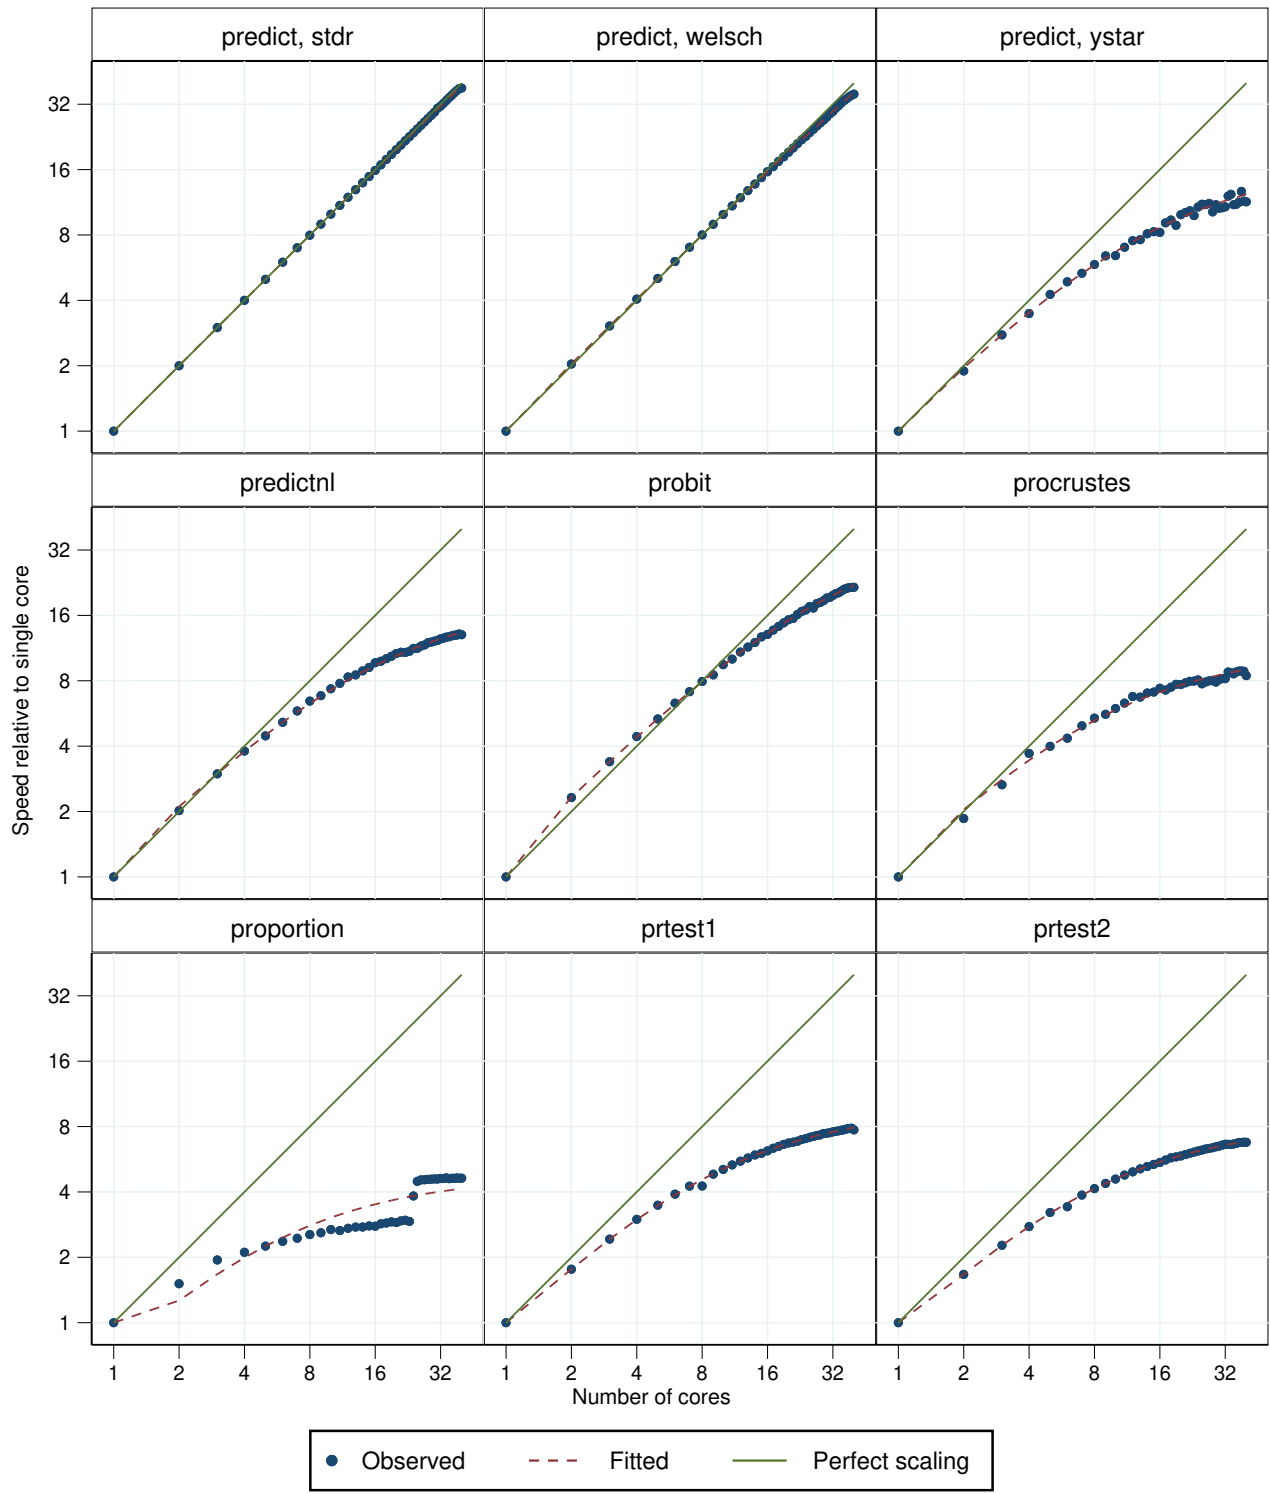 predict, stdr predict, welsch predict, ystar
32
16
8
4
2
1
predictnl probit procrustes
32
16
8
4
2
1
Speed relative to single core
proportion prtest1 prtest2
32
16
8
4
2
1
1 2 4 8 16 32 1 2 4 8 16 32 1 2 4 8 16 32
Number of cores
Observed Fitted Perfect scaling